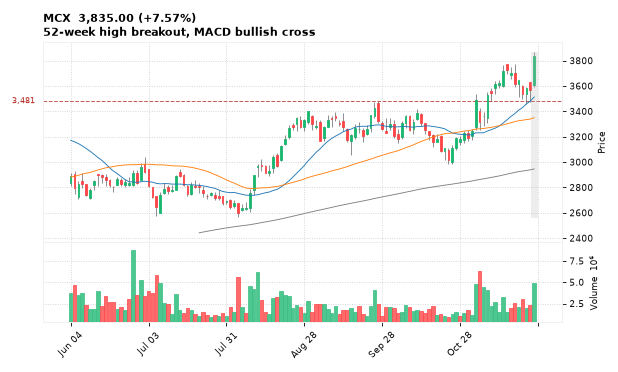 MCX 3,835.00 (+7.57%)
52-week high breakout, MACD bullish cross
3,481
3800
3600
3400
3200
3000
2800
2600
2400
Price
7.5
5.0
2.5
Volume 10⁶
Jun 04
Jul 03
Jul 31
Aug 28
Sep 28
Oct 28